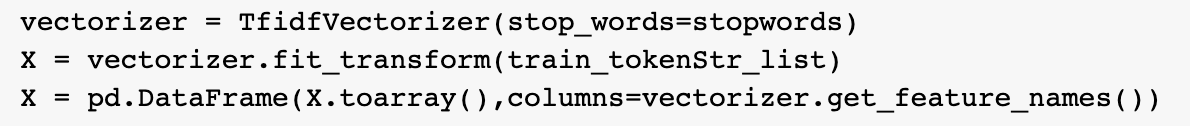 vectorizer = TfidfVectorizer(stop_words=stopwords)
X = vectorizer.fit_transform(train_tokenStr_list)
X = pd.DataFrame(X.toarray(),columns=vectorizer.get_feature_names())